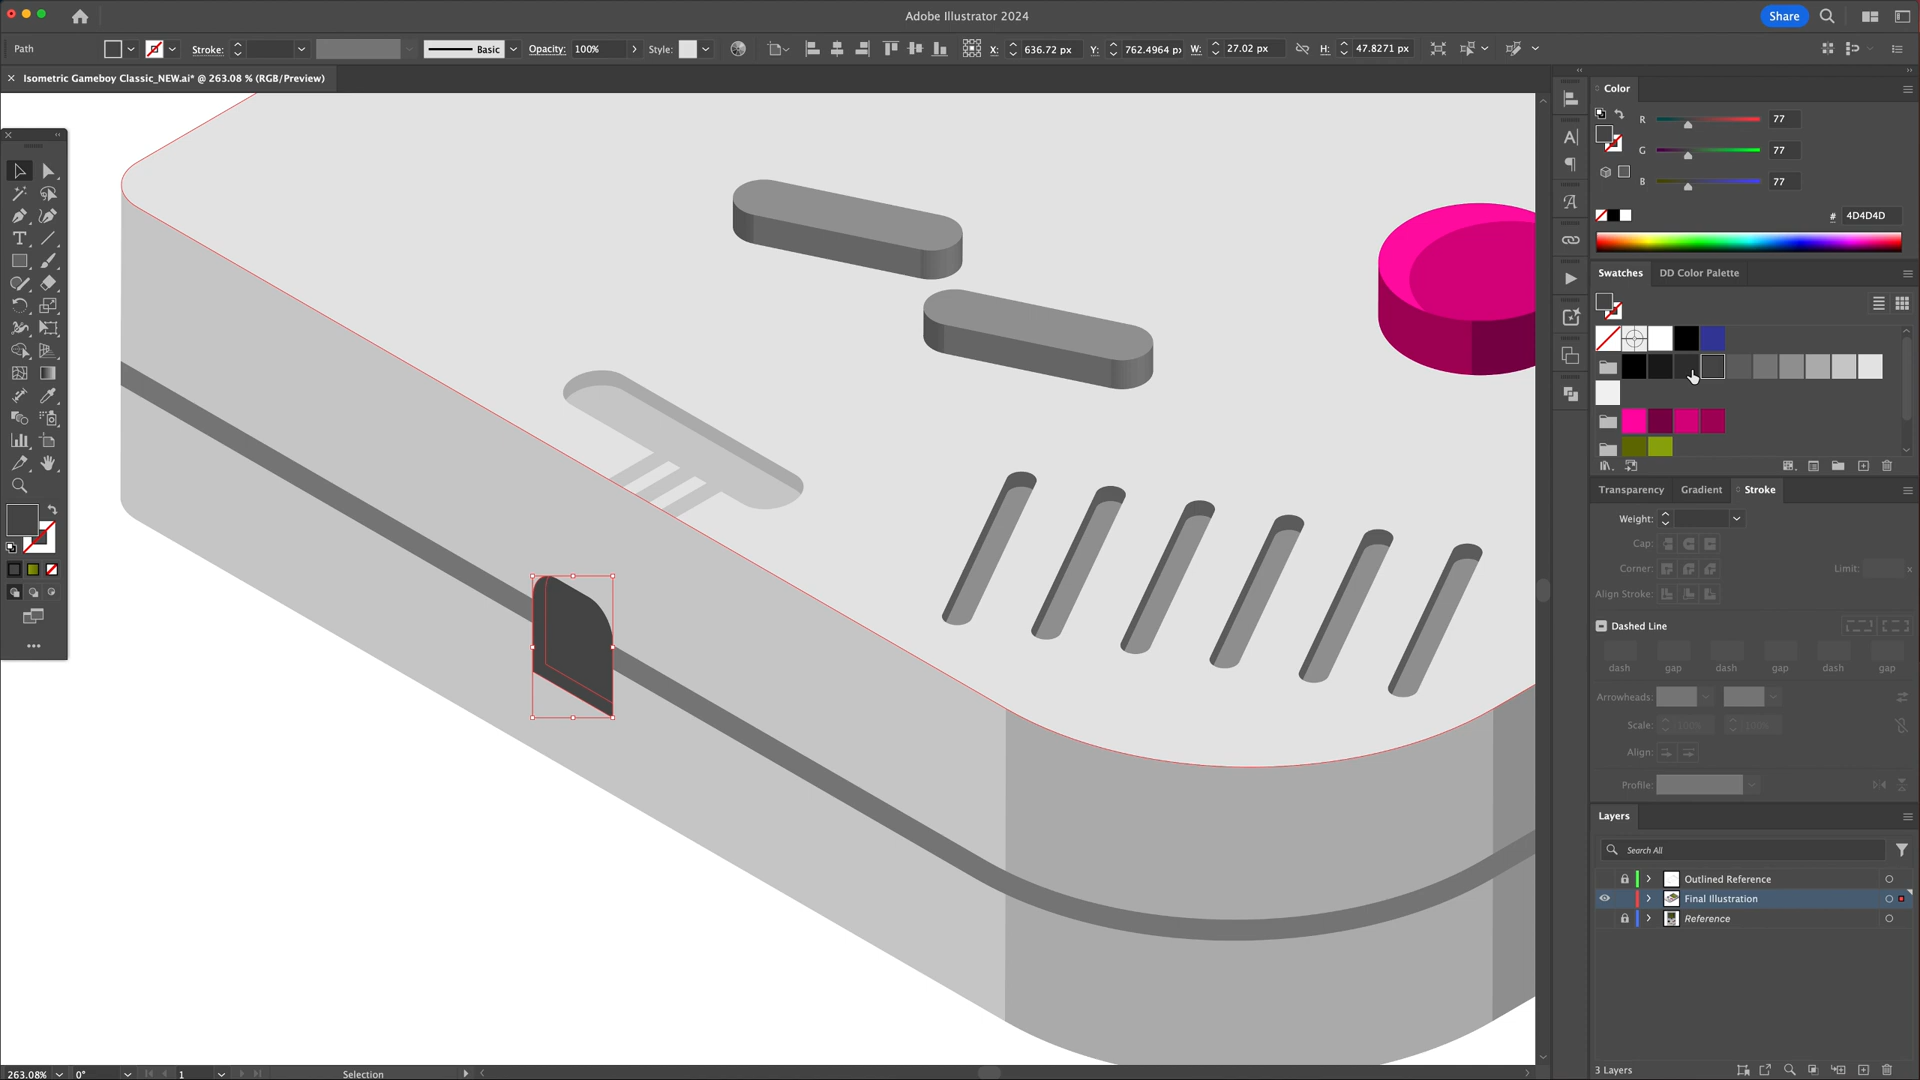 Adobe Illustrator 2024
Share
Path
Stroke:
Basic
Opacity: 100%
Style:
X: 636.72 px
Y: 762.4964 px
W: 27.02 px
H: 47.8271 px
Isometric Gameboy Classic_NEW.ai* @ 263.08 % (RGB/Preview)
Color
R 77
G 77
B 77
# 4D4D4D
Swatches DD Color Palette
Transparency Gradient Stroke
Weight:
Cap:
Corner: Limit: x
Align Stroke:
Dashed Line
dash gap dash gap dash gap
Arrowheads:
Scale: 100% 100%
Align:
Profile:
Layers
Search All
Outlined Reference
Final Illustration
Reference
3 Layers
263.08% 0° 1 Selection